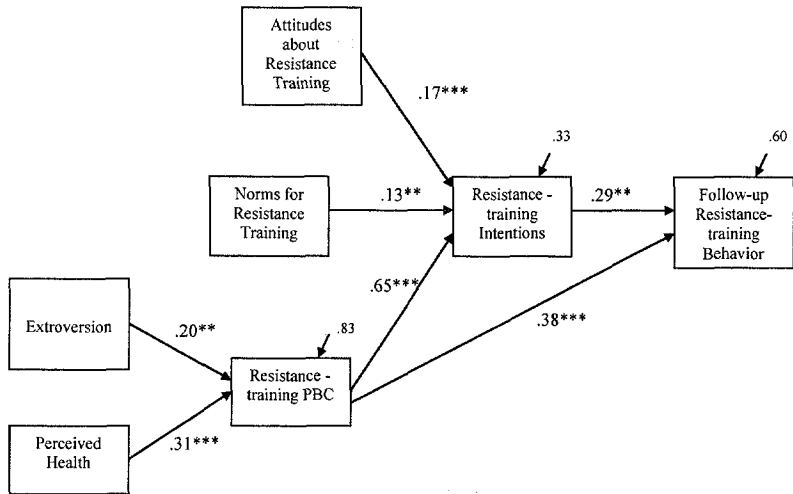 Attitudes
about
Resistance
Training
.17***
.33
.60
Norms for
Resistance
Training
.13**
Resistance -
training
Intentions
.29**
Follow-up
Resistance-
training
Behavior
.65***
.38***
Extroversion
.20**
.83
Resistance -
training PBC
.31***
Perceived
Health